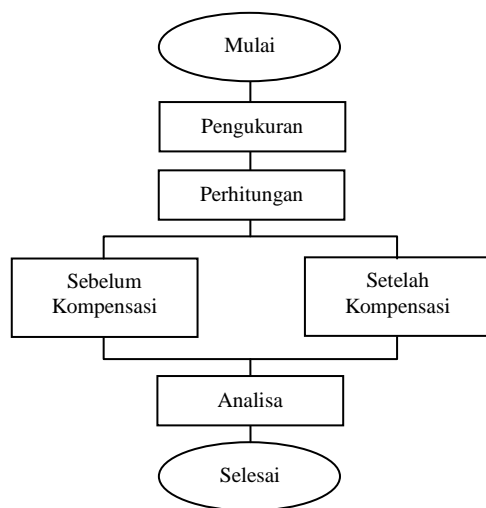 Mulai
Pengukuran
Perhitungan
Sebelum
Kompensasi
Setelah
Kompensasi
Analisa
Selesai